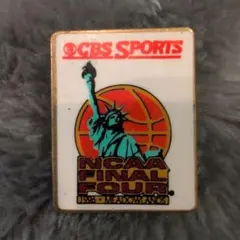 CBS SPORTS
NCAA
FINAL
FOUR
1996 • MEADOWLANDS